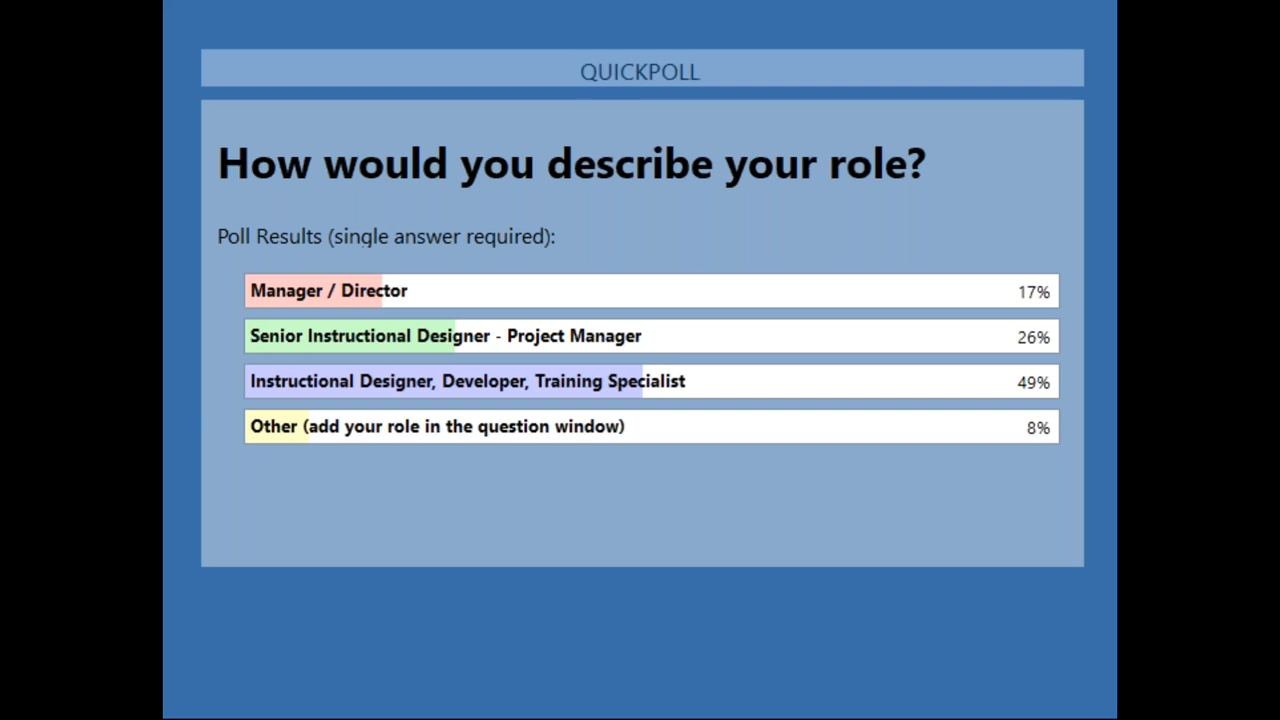 QUICKPOLL
How would you describe your role?
Poll Results (single answer required):
Manager / Director 17%
Senior Instructional Designer - Project Manager 26%
Instructional Designer, Developer, Training Specialist 49%
Other (add your role in the question window) 8%